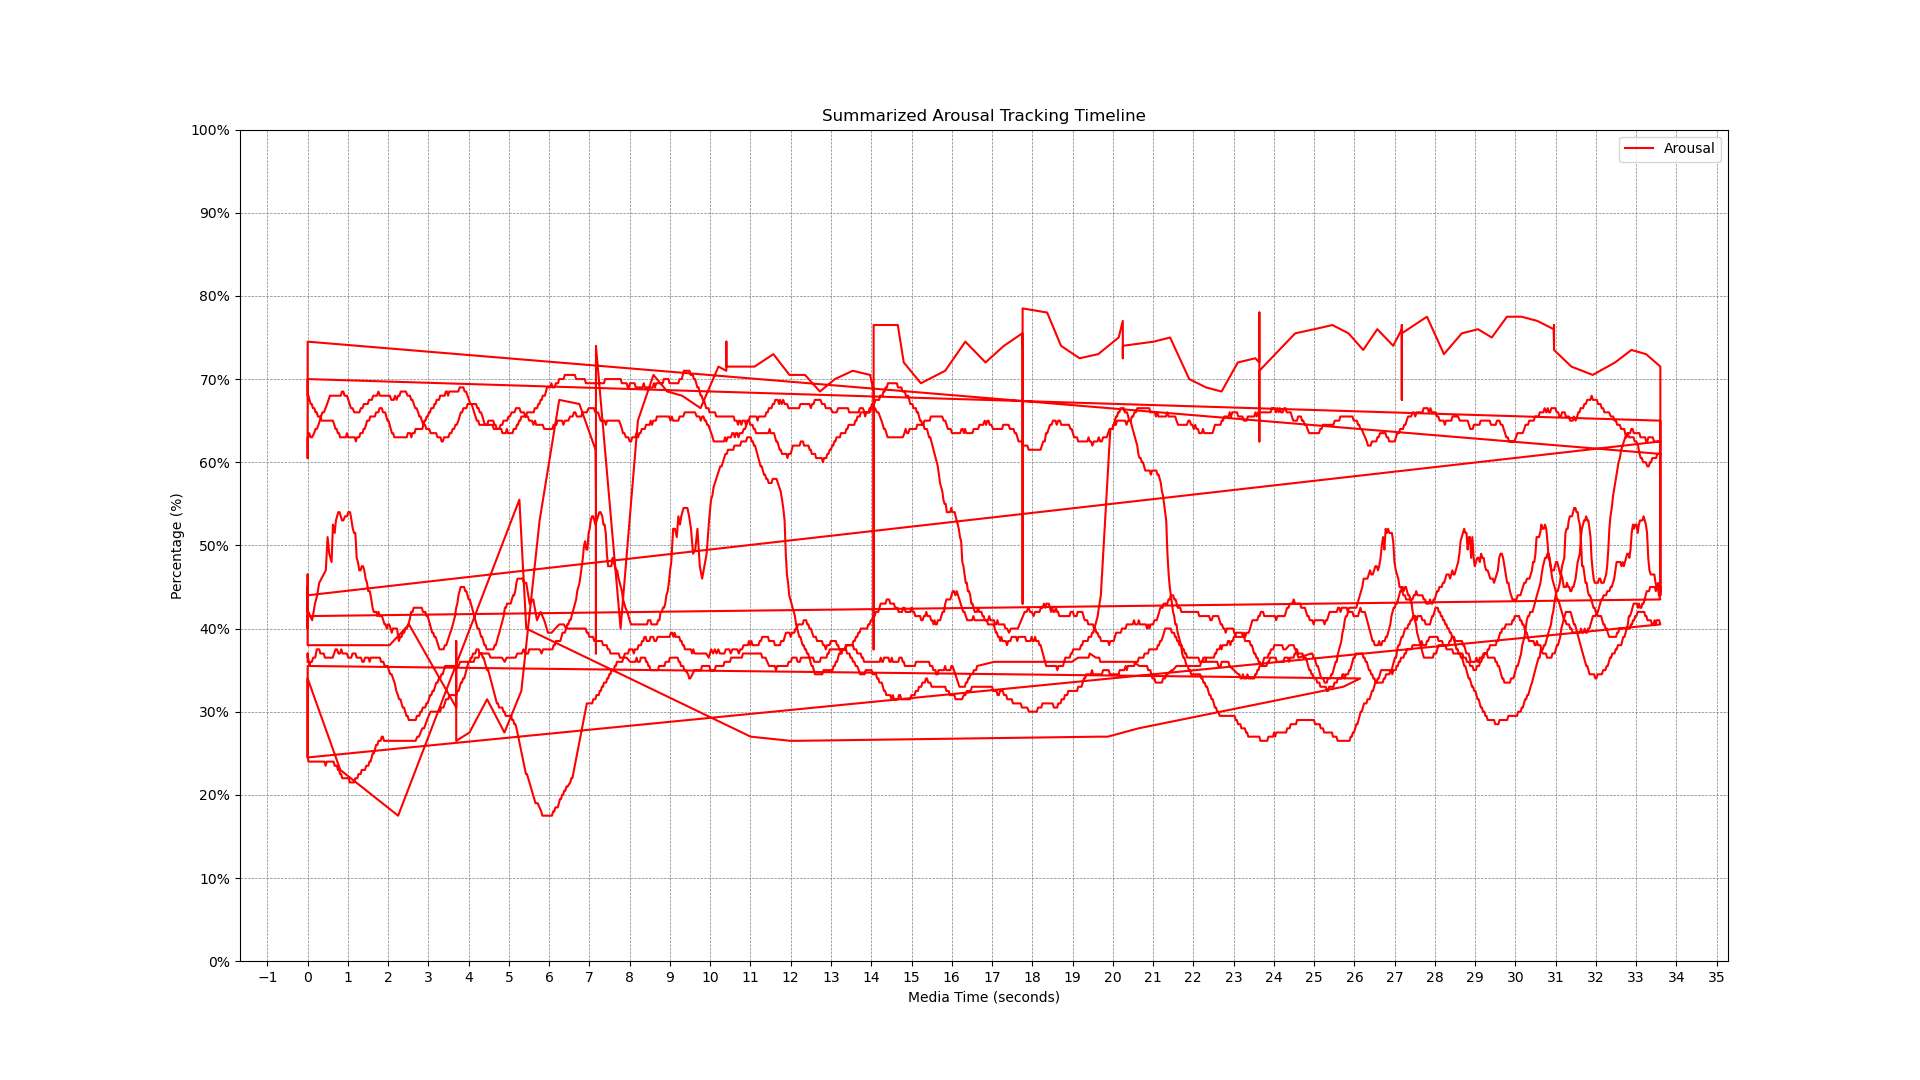 Summarized Arousal Tracking Timeline
100%
90%
80%
70%
60%
50%
40%
30%
20%
10%
0%
Percentage (%)
Arousal
−1 0 1 2 3 4 5 6 7 8 9 10 11 12 13 14 15 16 17 18 19 20 21 22 23 24 25 26 27 28 29 30 31 32 33 34 35
Media Time (seconds)